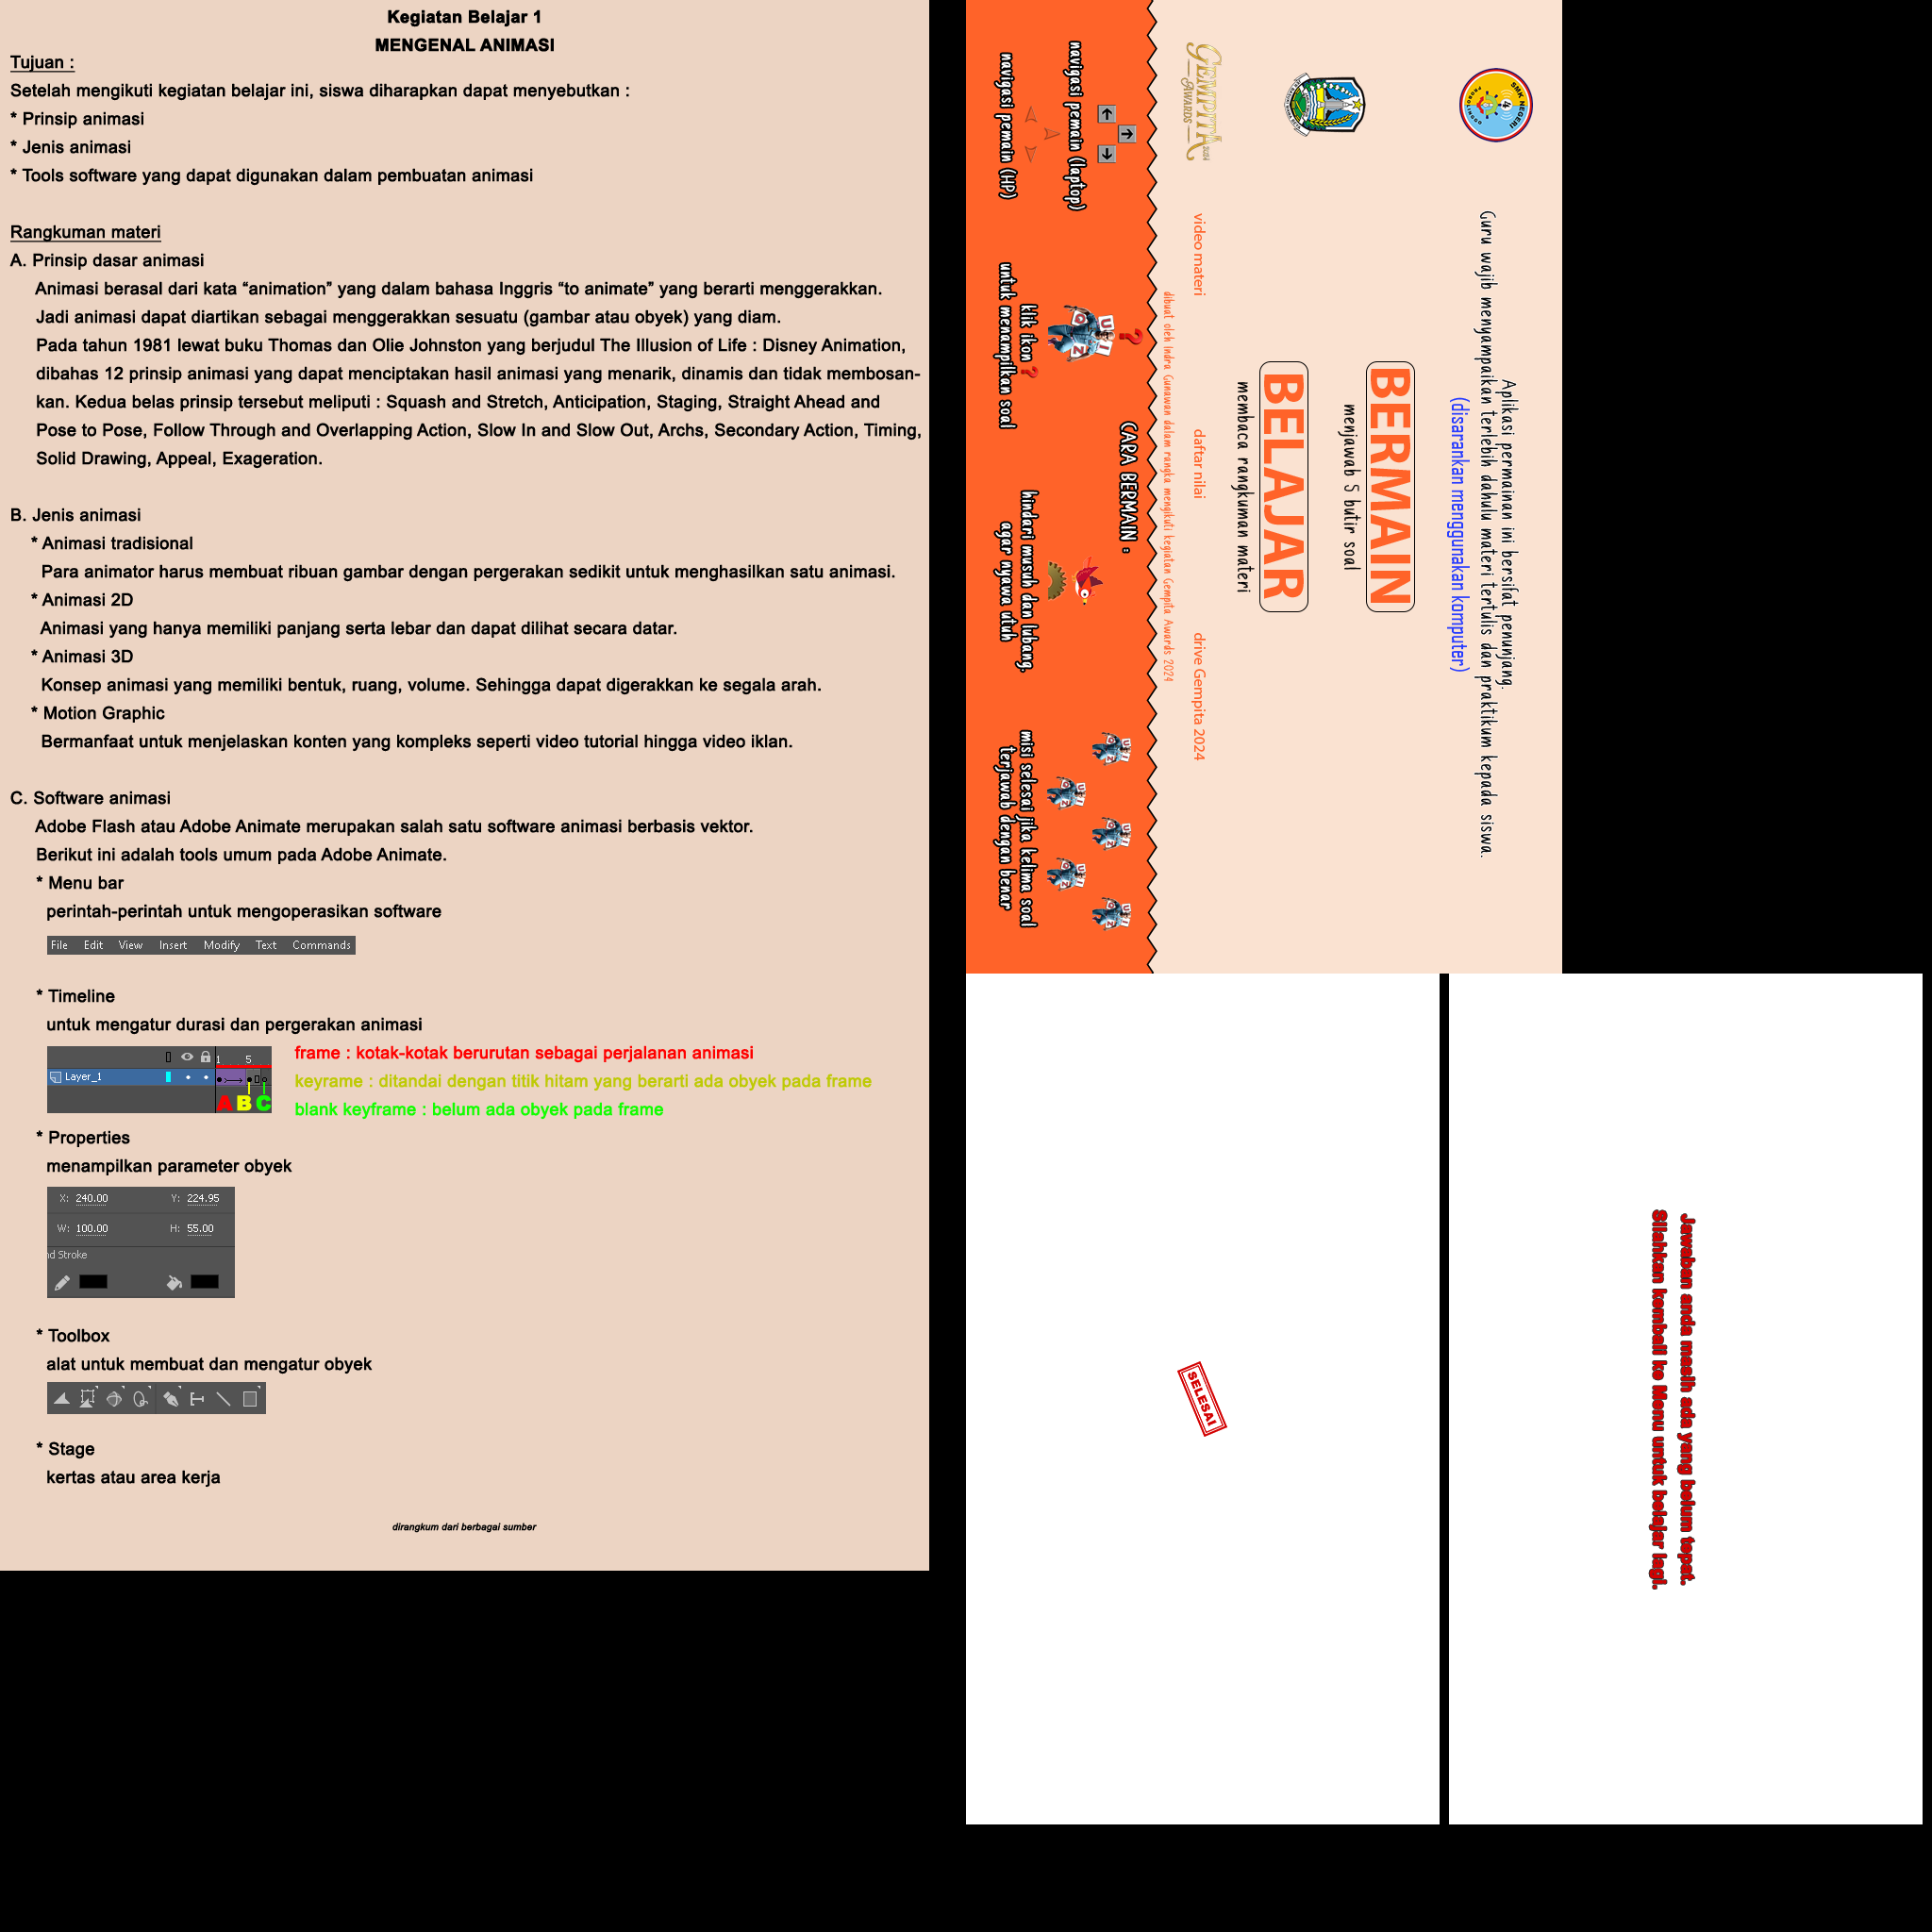 Kegiatan Belajar 1
MENGENAL ANIMASI
Tujuan :
Setelah mengikuti kegiatan belajar ini, siswa diharapkan dapat menyebutkan :
* Prinsip animasi
* Jenis animasi
* Tools software yang dapat digunakan dalam pembuatan animasi
Rangkuman materi
A. Prinsip dasar animasi
Animasi berasal dari kata “animation” yang dalam bahasa Inggris “to animate” yang berarti menggerakkan.
Jadi animasi dapat diartikan sebagai menggerakkan sesuatu (gambar atau obyek) yang diam.
Pada tahun 1981 lewat buku Thomas dan Olie Johnston yang berjudul The Illusion of Life : Disney Animation,
dibahas 12 prinsip animasi yang dapat menciptakan hasil animasi yang menarik, dinamis dan tidak membosan-
kan. Kedua belas prinsip tersebut meliputi : Squash and Stretch, Anticipation, Staging, Straight Ahead and
Pose to Pose, Follow Through and Overlapping Action, Slow In and Slow Out, Archs, Secondary Action, Timing,
Solid Drawing, Appeal, Exageration.
B. Jenis animasi
* Animasi tradisional
Para animator harus membuat ribuan gambar dengan pergerakan sedikit untuk menghasilkan satu animasi.
* Animasi 2D
Animasi yang hanya memiliki panjang serta lebar dan dapat dilihat secara datar.
* Animasi 3D
Konsep animasi yang memiliki bentuk, ruang, volume. Sehingga dapat digerakkan ke segala arah.
* Motion Graphic
Bermanfaat untuk menjelaskan konten yang kompleks seperti video tutorial hingga video iklan.
C. Software animasi
Adobe Flash atau Adobe Animate merupakan salah satu software animasi berbasis vektor.
Berikut ini adalah tools umum pada Adobe Animate.
* Menu bar
perintah-perintah untuk mengoperasikan software
File Edit View Insert Modify Text Commands
* Timeline
untuk mengatur durasi dan pergerakan animasi
1 5
Layer_1
A B C
frame : kotak-kotak berurutan sebagai perjalanan animasi
keyrame : ditandai dengan titik hitam yang berarti ada obyek pada frame
blank keyframe : belum ada obyek pada frame
* Properties
menampilkan parameter obyek
X: 240.00 Y: 224.95
W: 100.00 H: 55.00
nd Stroke
* Toolbox
alat untuk membuat dan mengatur obyek
* Stage
kertas atau area kerja
dirangkum dari berbagai sumber
SMK NEGERI
4
PROBOLINGGO
Aplikasi permainan ini bersifat penunjang.
Guru wajib menyampaikan terlebih dahulu materi tertulis dan praktikum kepada siswa.
(disarankan menggunakan komputer)
BERMAIN
menjawab 5 butir soal
BELAJAR
membaca rangkuman materi
GEMPITA
AWARDS
2024
video materi
daftar nilai
drive Gempita 2024
dibuat oleh Indra Gunawan dalam rangka mengikuti kegiatan Gempita Awards 2024
CARA BERMAIN :
navigasi pemain (laptop)
navigasi pemain (HP)
?
QUIZ
klik ikon ?
untuk menampilkan soal
hindari musuh dan lubang,
agar nyawa utuh
QUIZ
QUIZ
QUIZ
QUIZ
QUIZ
misi selesai jika kelima soal
terjawab dengan benar
SELESAI
Jawaban anda masih ada yang belum tepat.
Silahkan kembali ke Menu untuk belajar lagi.